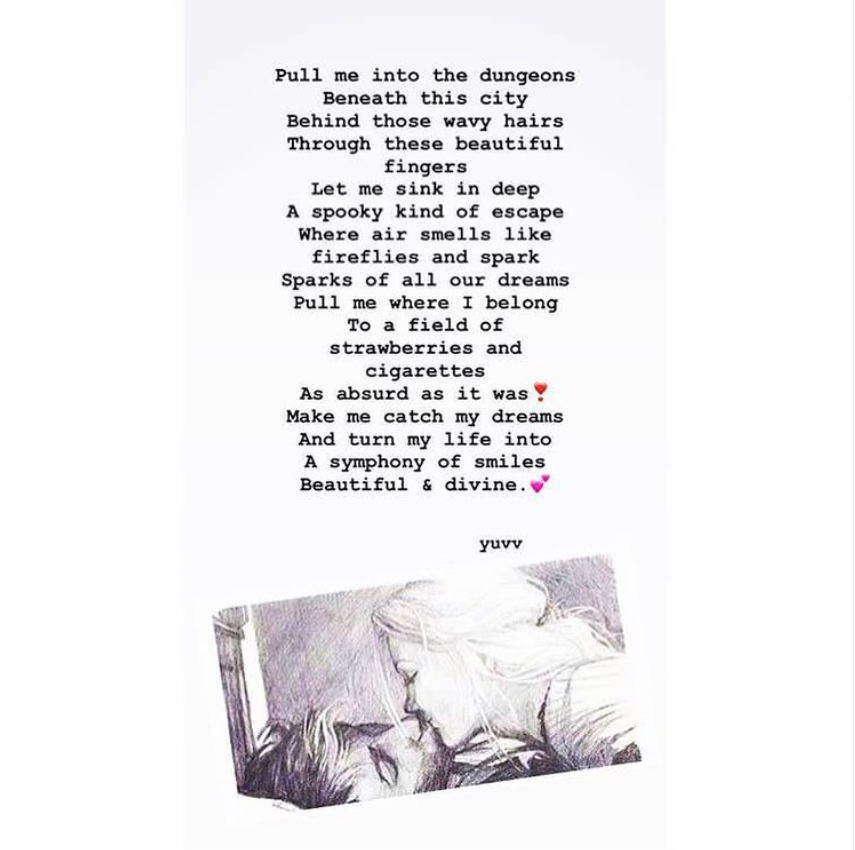 Pull me into the dungeons
Beneath this city
Behind those wavy hairs
Through these beautiful
fingers
Let me sink in deep
A spooky kind of escape
Where air smells like
fireflies and spark
Sparks of all our dreams
Pull me where I belong
To a field of
strawberries and
cigarettes
As absurd as it was❣️
Make me catch my dreams
And turn my life into
A symphony of smiles
Beautiful & divine.💕
yuvv